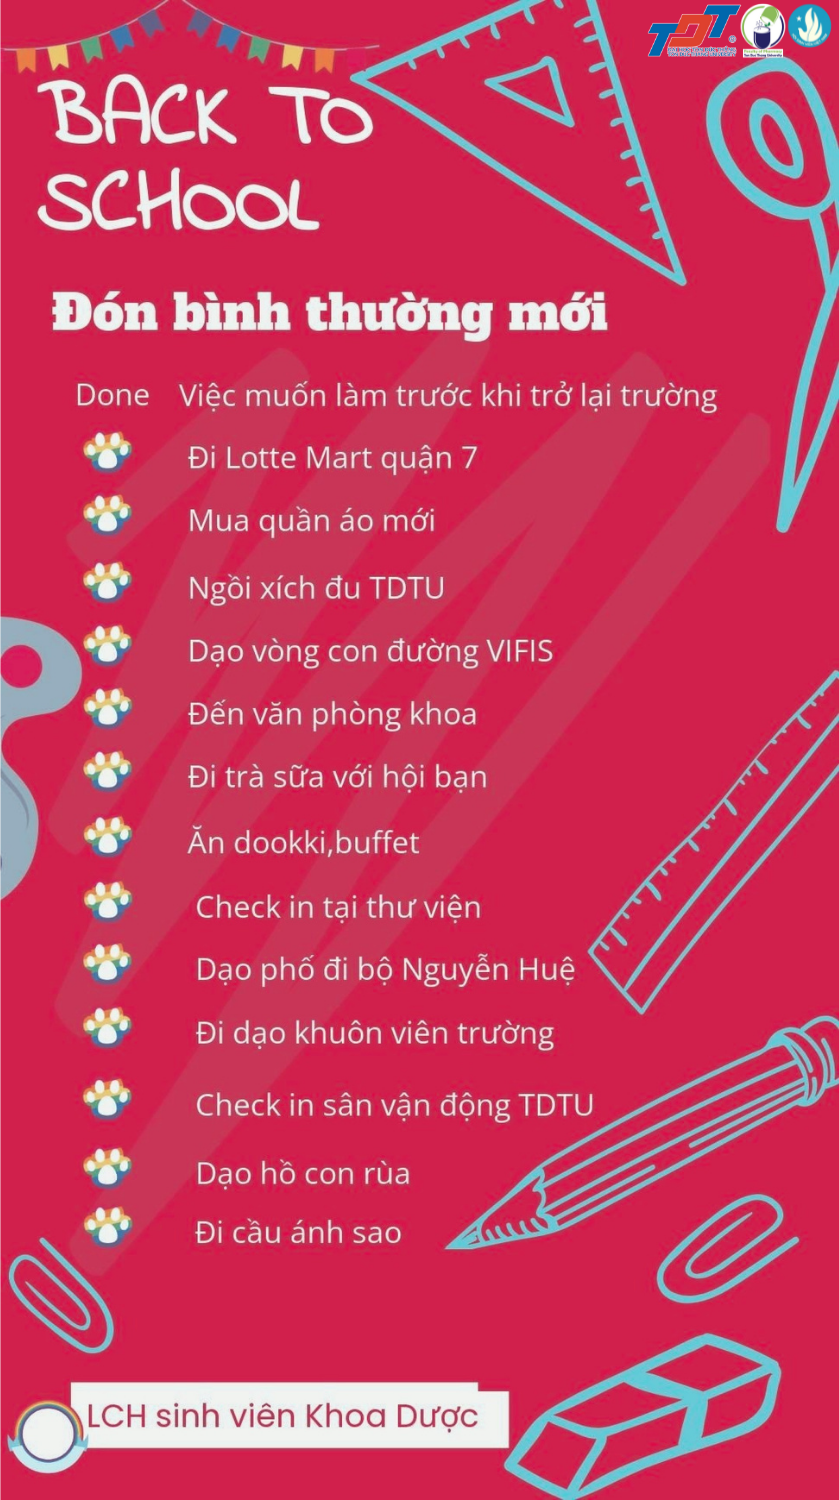 TDT
BACK TO
SCHOOL
Đón bình thường mới
Done Việc muốn làm trước khi trở lại trường
Đi Lotte Mart quận 7
Mua quần áo mới
Ngồi xích đu TDTU
Dạo vòng con đường VIFIS
Đến văn phòng khoa
Đi trà sữa với hội bạn
Ăn dookki,buffet
Check in tại thư viện
Dạo phố đi bộ Nguyễn Huệ
Đi dạo khuôn viên trường
Check in sân vận động TDTU
Dạo hồ con rùa
Đi cầu ánh sao
LCH sinh viên Khoa Dược